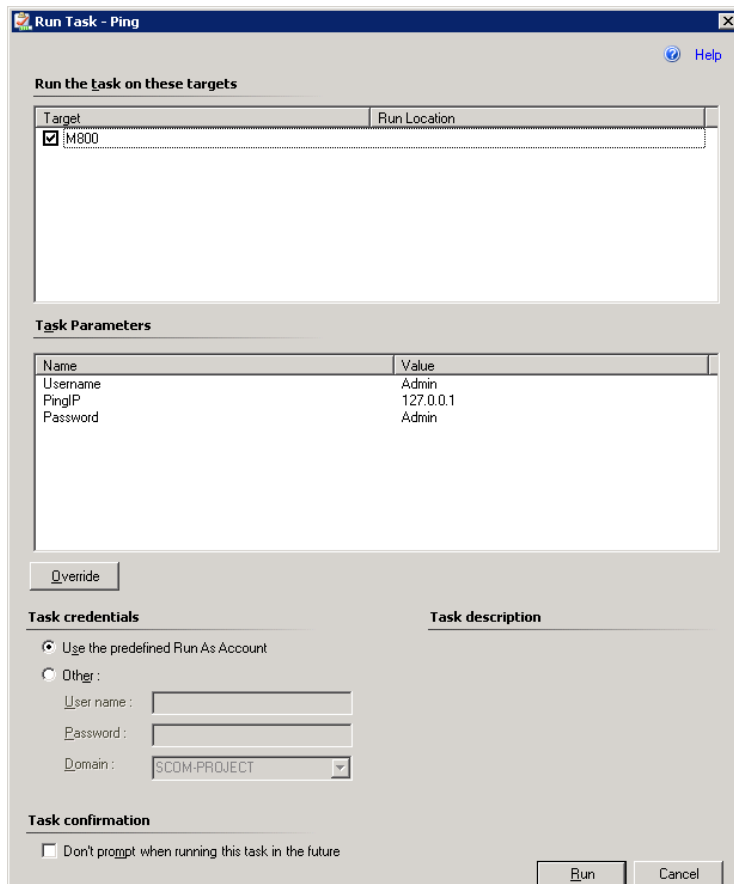 Run Task - Ping
Help
Run the task on these targets
Target Run Location
M800
Task Parameters
Name Value
Username Admin
PingIP 127.0.0.1
Password Admin
Override
Task credentials
Task description
Use the predefined Run As Account
Other :
User name :
Password :
Domain : SCOM-PROJECT
Task confirmation
Don't prompt when running this task in the future
Run Cancel